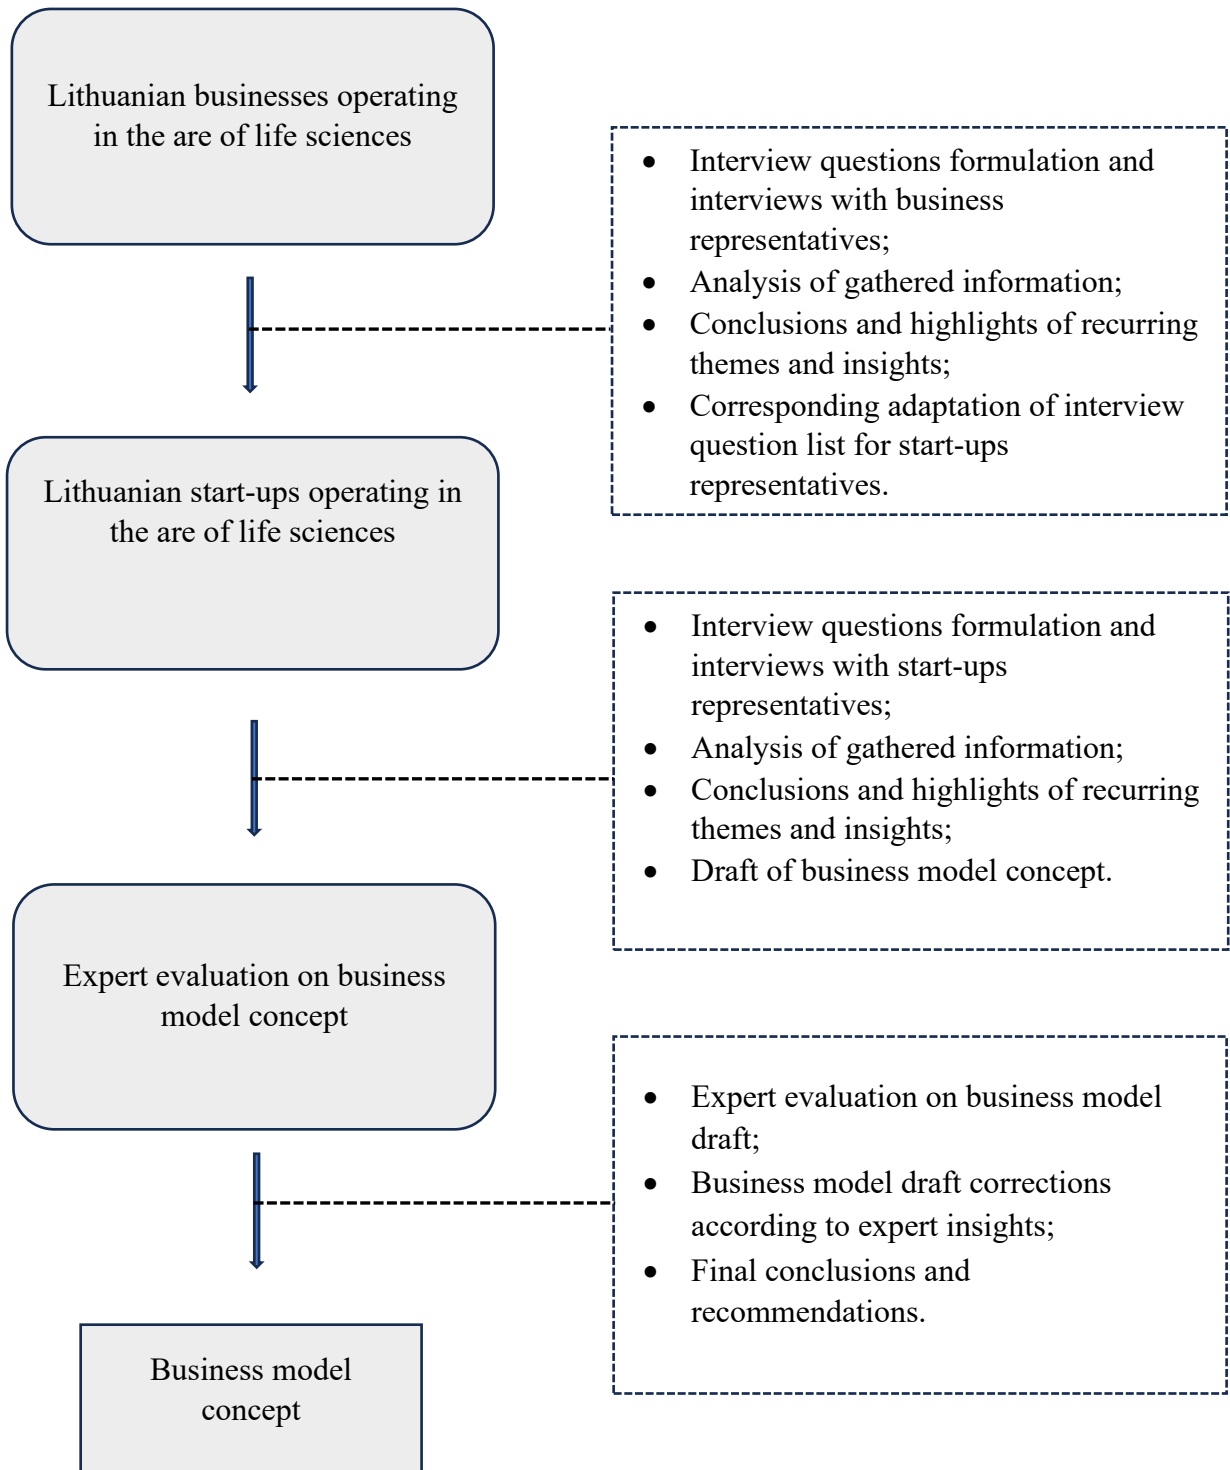 Lithuanian businesses operating
in the are of life sciences
• Interview questions formulation and
interviews with business
representatives;
• Analysis of gathered information;
• Conclusions and highlights of recurring
themes and insights;
• Corresponding adaptation of interview
question list for start-ups
representatives.
Lithuanian start-ups operating in
the are of life sciences
• Interview questions formulation and
interviews with start-ups
representatives;
• Analysis of gathered information;
• Conclusions and highlights of recurring
themes and insights;
• Draft of business model concept.
Expert evaluation on business
model concept
• Expert evaluation on business model
draft;
• Business model draft corrections
according to expert insights;
• Final conclusions and
recommendations.
Business model
concept